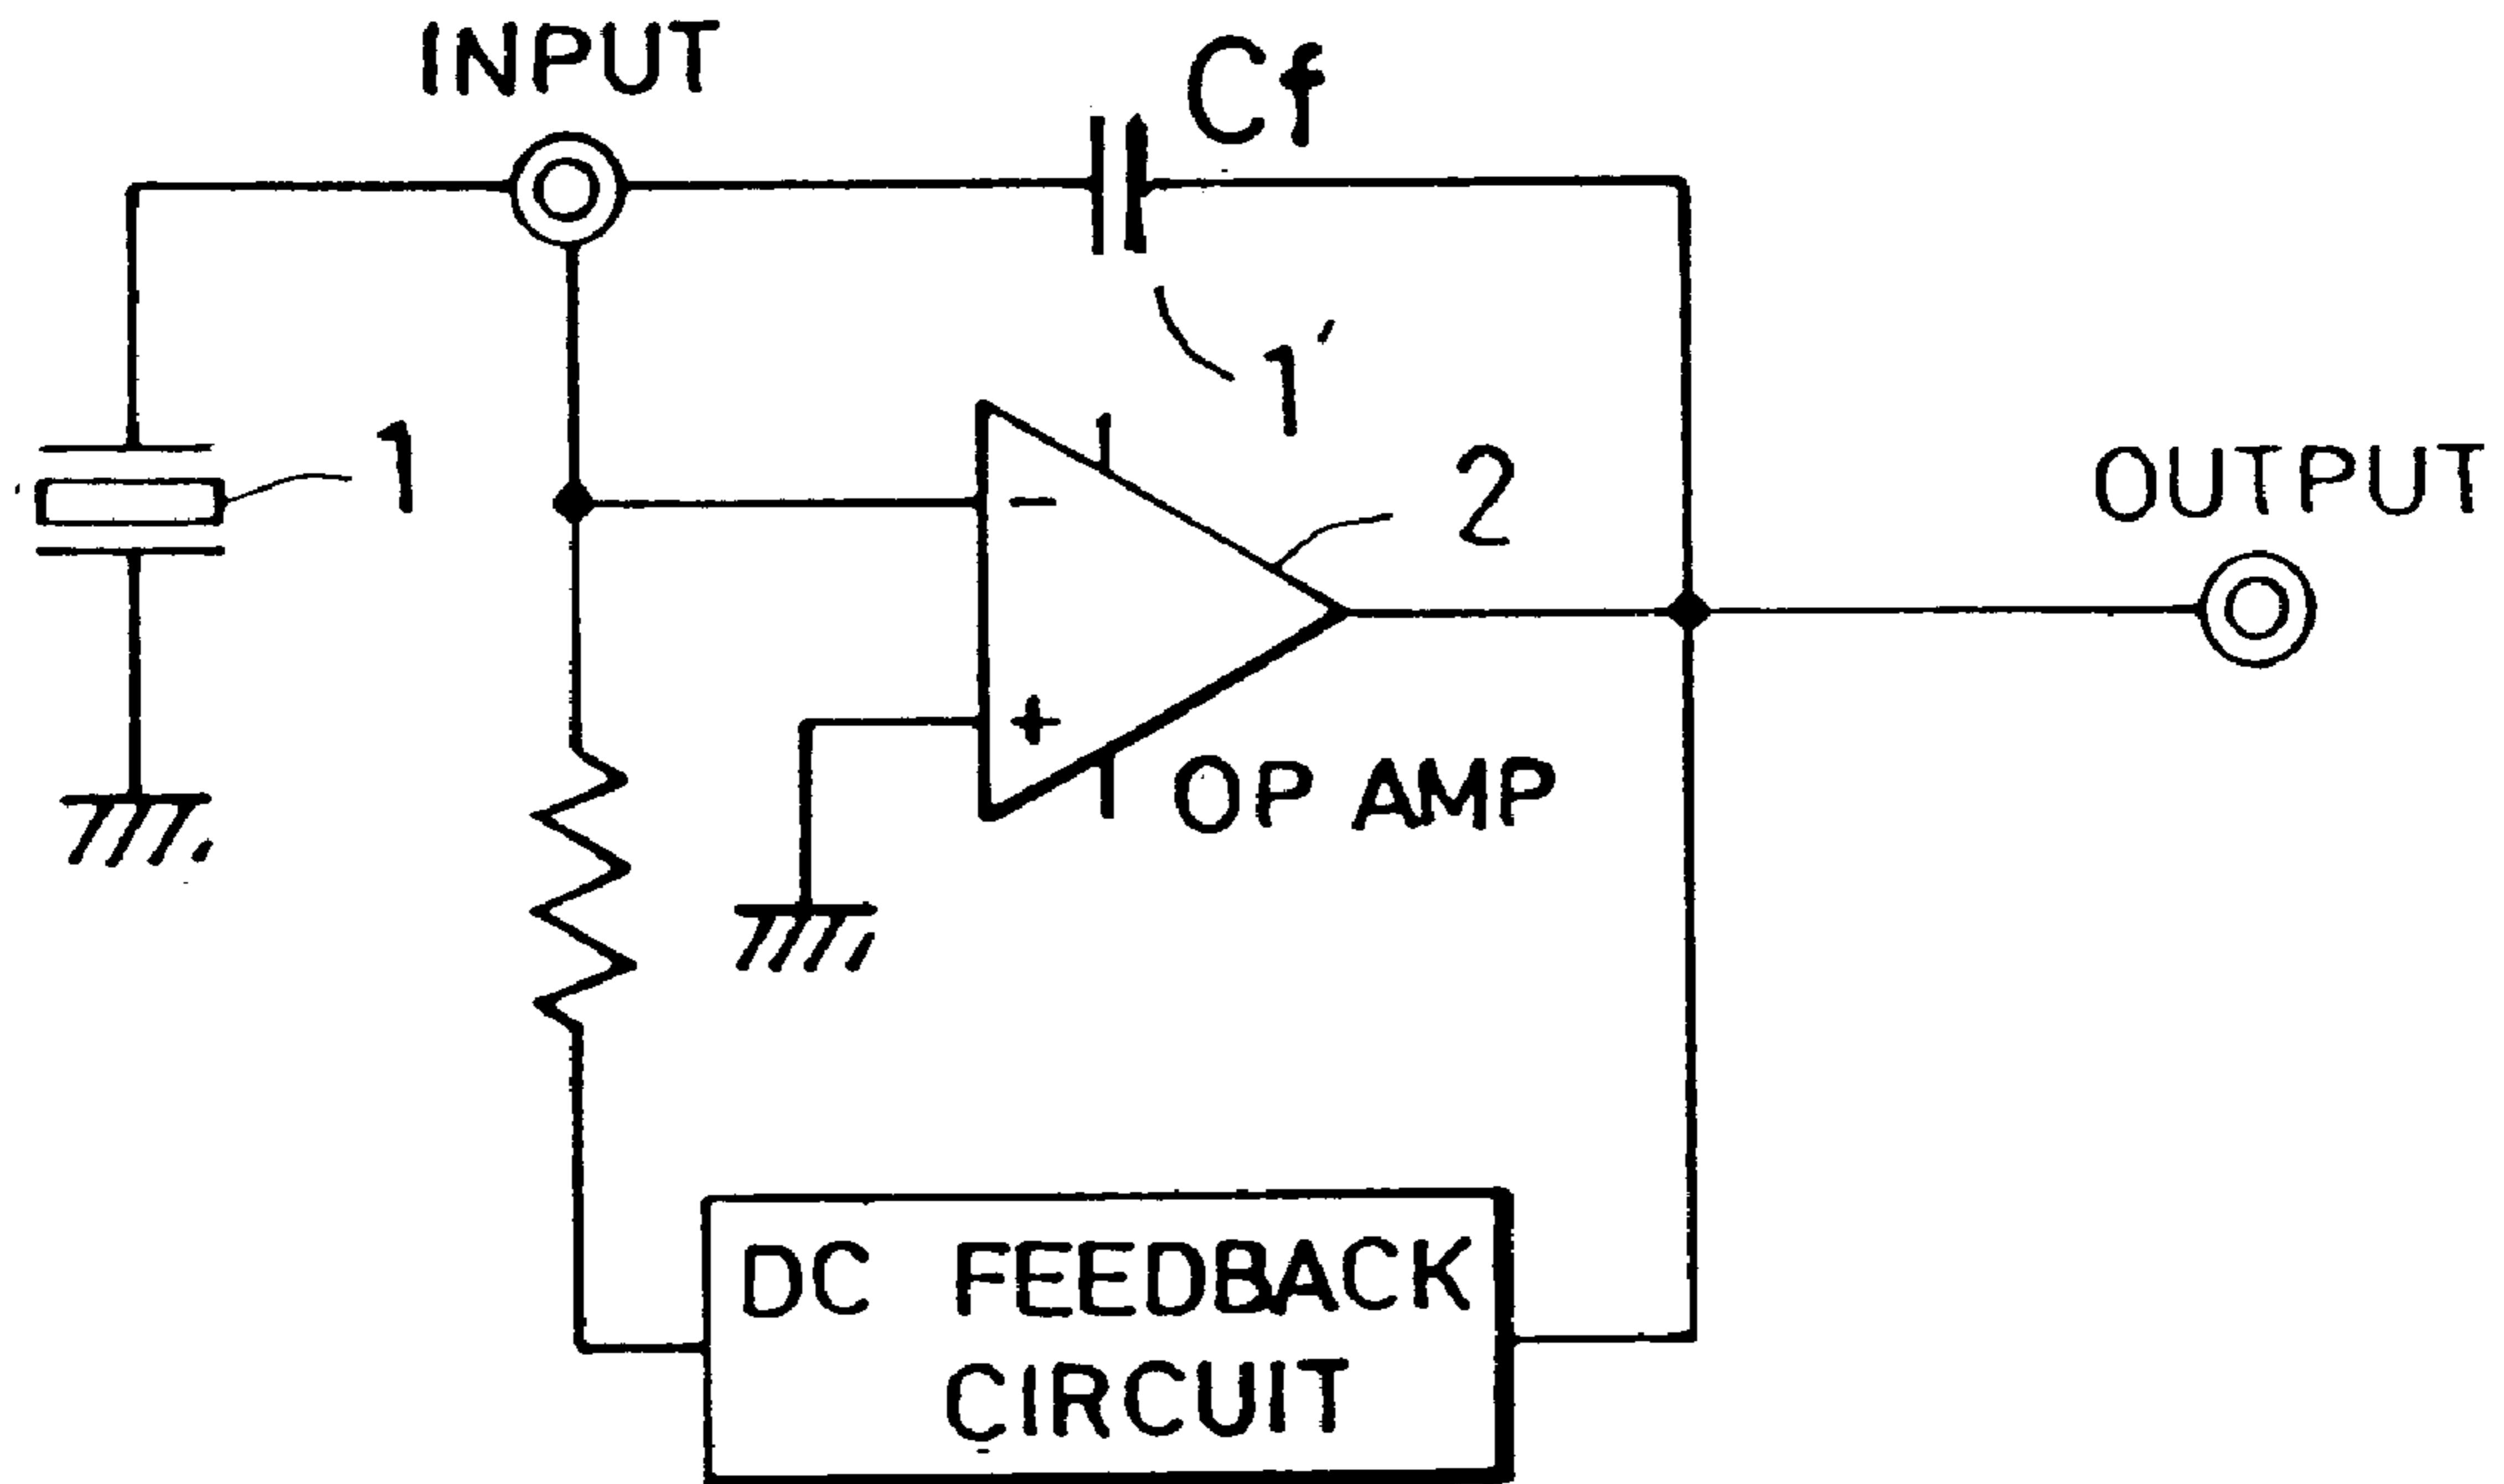 INPUT
Cf
1'
1
2
OUTPUT
-
+
OP AMP
DC FEEDBACK
CIRCUIT